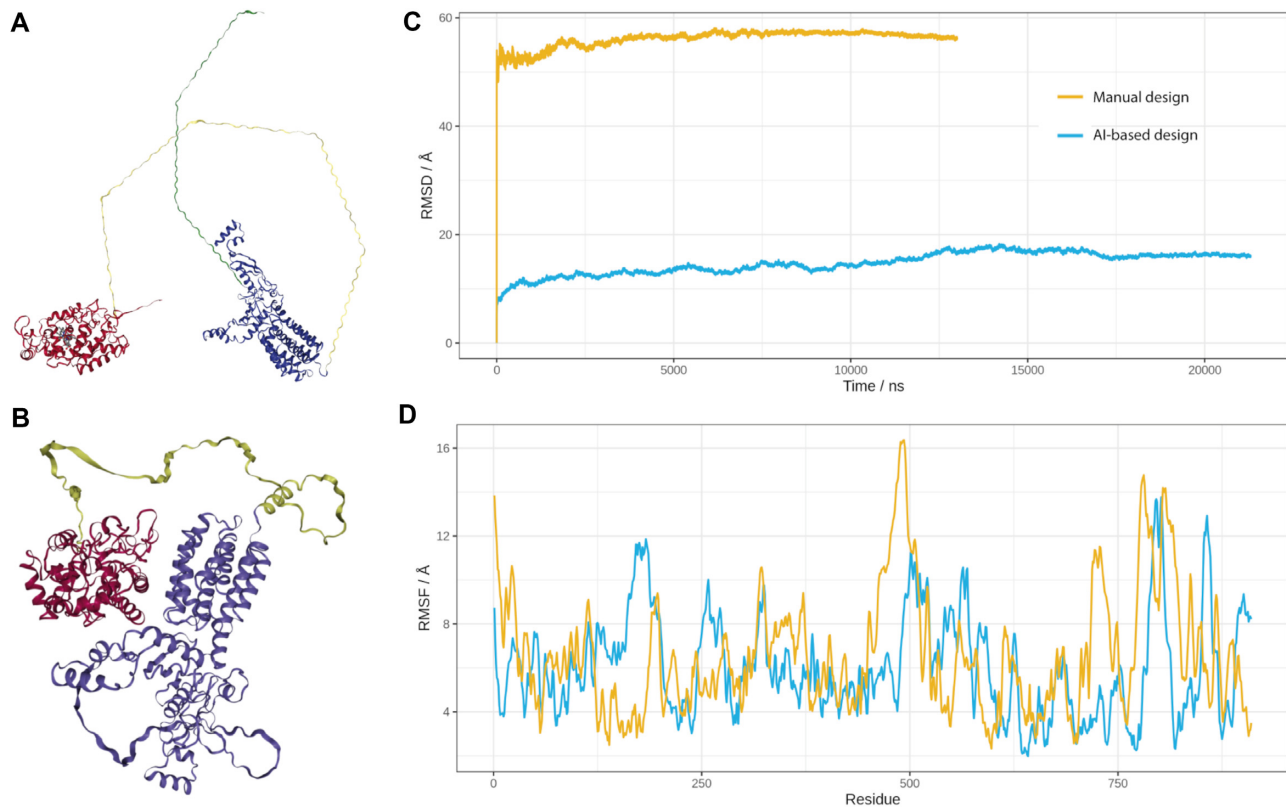 A
B
C
60
40
20
0
RMSD / Å
0
5000
10000
15000
20000
Time / ns
Manual design
AI-based design
D
16
12
8
4
RMSF / Å
0
250
500
750
Residue